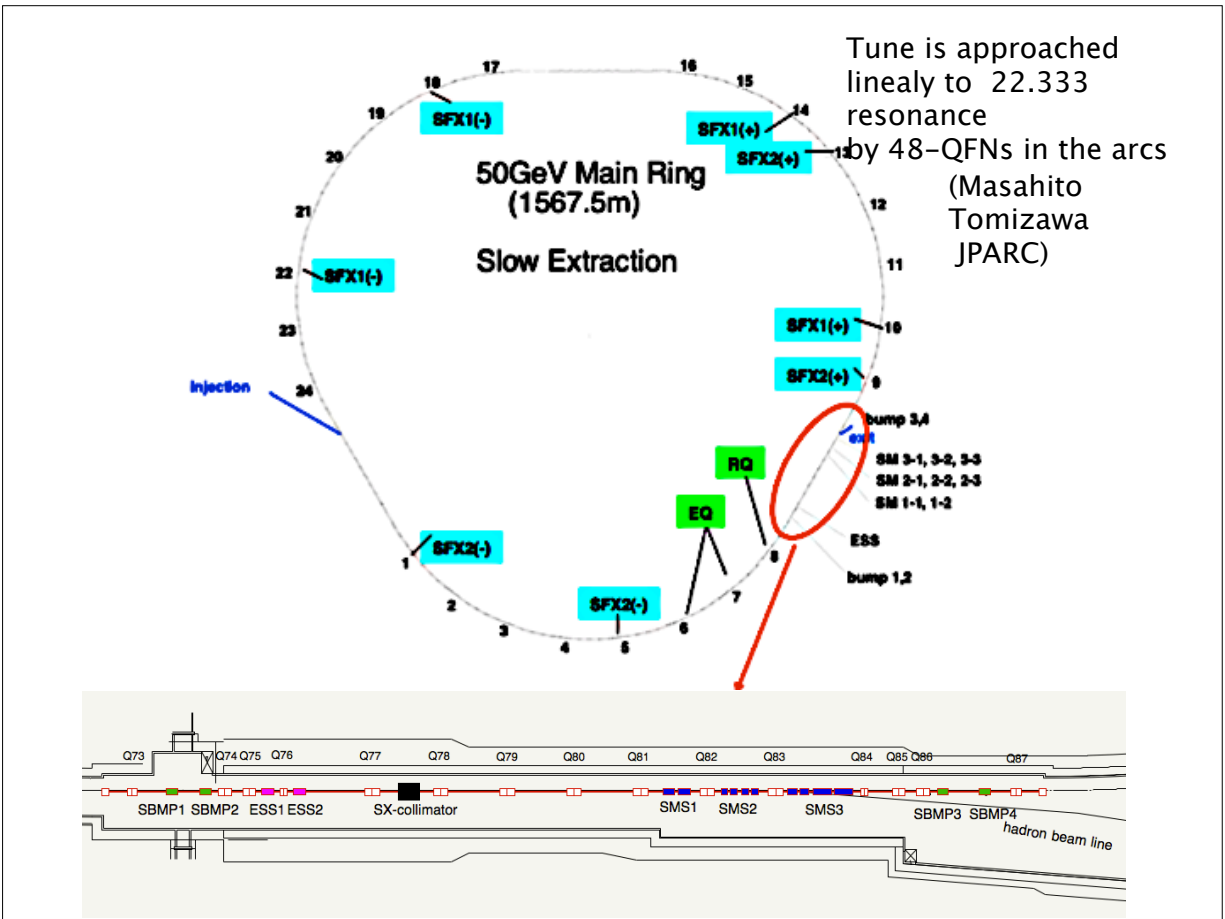 Tune is approached
linealy to 22.333
resonance
by 48-QFNs in the arcs
(Masahito
Tomizawa
JPARC)
17
16
18
15
SFX1(-)
14
19
SFX1(+)
13
20
SFX2(+)
50GeV Main Ring
(1567.5m)
12
21
Slow Extraction
11
22
SFX1(-)
23
SFX1(+)
10
SFX2(+)
9
Injection
24
bump 3,4
exit
SM 3-1, 3-2, 3-3
RQ
SM 2-1, 2-2, 2-3
SM 1-1, 1-2
EQ
ESS
SFX2(-)
8
1
bump 1,2
7
2
SFX2(-)
6
3
4
5
Q73 Q74 Q75 Q76 Q77 Q78 Q79 Q80 Q81 Q82 Q83 Q84 Q85 Q86 Q87
SBMP1 SBMP2 ESS1 ESS2 SX-collimator SMS1 SMS2 SMS3 SBMP3 SBMP4
hadron beam line